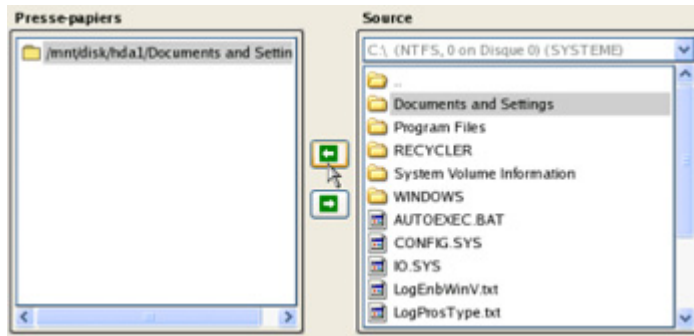 Presse-papiers
/mnt/disk/hda1/Documents and Settin
Source
C:\ (NTFS, 0 on Disque 0) (SYSTEME)
..
Documents and Settings
Program Files
RECYCLER
System Volume Information
WINDOWS
AUTOEXEC.BAT
CONFIG.SYS
IO.SYS
LogEnbWinV.txt
LogProsType.txt